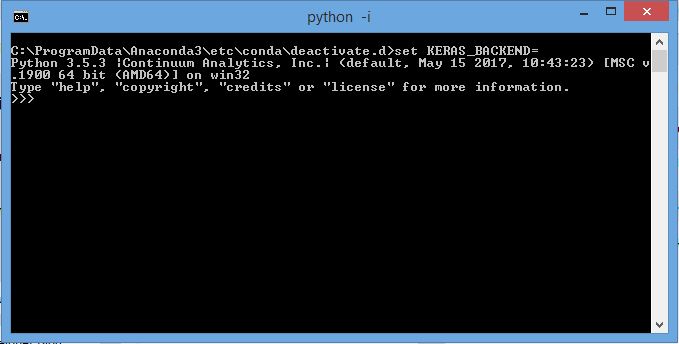 python -i
C:\ProgramData\Anaconda3\etc\conda\deactivate.d>set KERAS_BACKEND=
Python 3.5.3 ¦Continuum Analytics, Inc.¦ (default, May 15 2017, 10:43:23) [MSC v
.1900 64 bit (AMD64)] on win32
Type "help", "copyright", "credits" or "license" for more information.
>>>